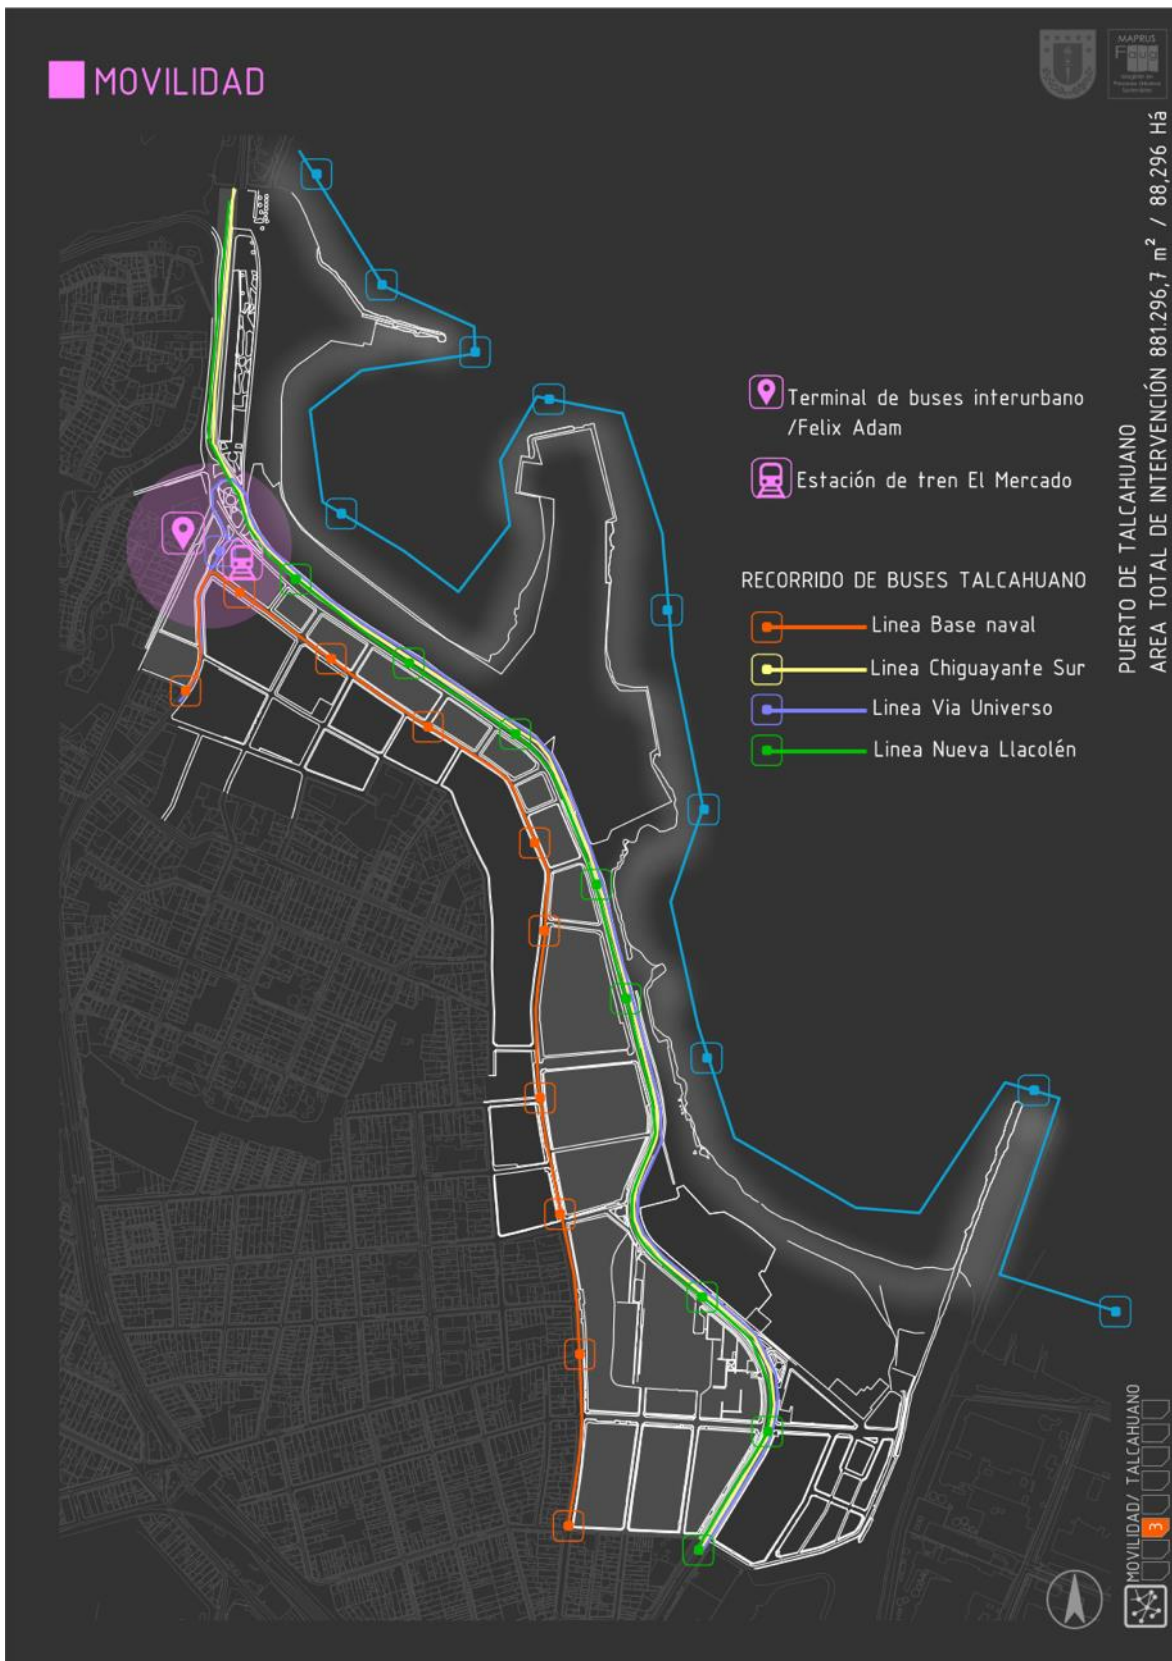 MOVILIDAD
MAPRUS
Faug
Terminal de buses interurbano
/Felix Adam
Estación de tren El Mercado
RECORRIDO DE BUSES TALCAHUANO
Linea Base naval
Linea Chiguayante Sur
Linea Via Universo
Linea Nueva Llacolén
PUERTO DE TALCAHUANO
AREA TOTAL DE INTERVENCIÓN 881.296,7 m² / 88,296 Há
MOVILIDAD/ TALCAHUANO
3